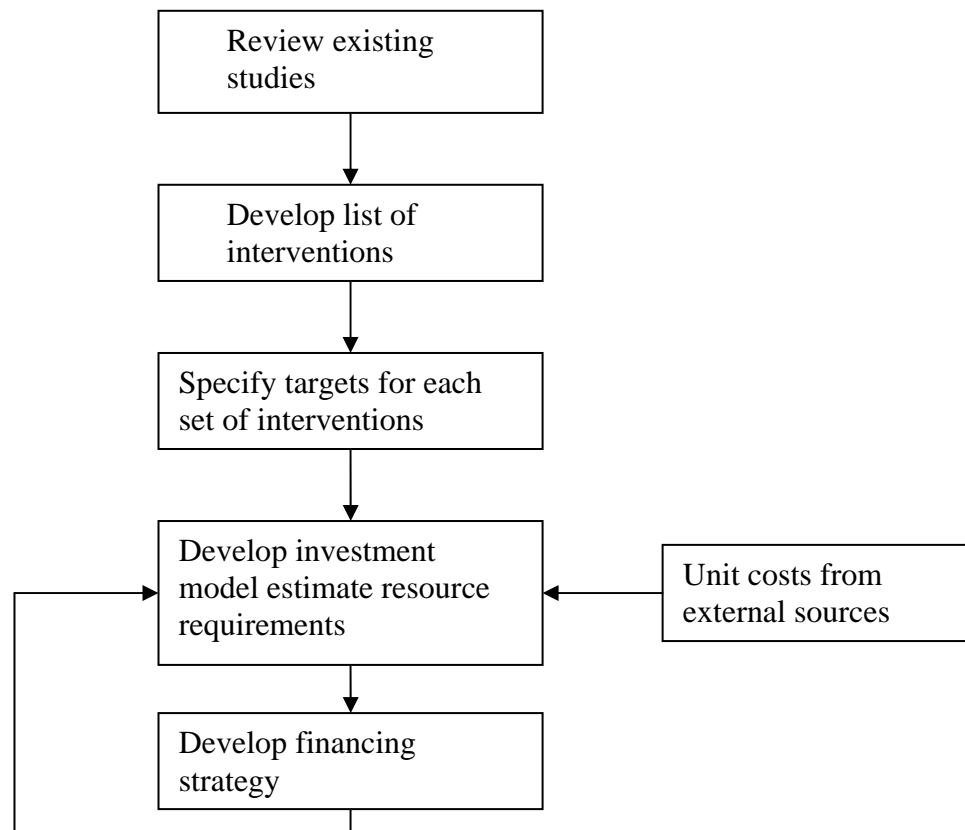 Review existing
studies
Develop list of
interventions
Specify targets for each
set of interventions
Develop investment
model estimate resource
requirements
Unit costs from
external sources
Develop financing
strategy